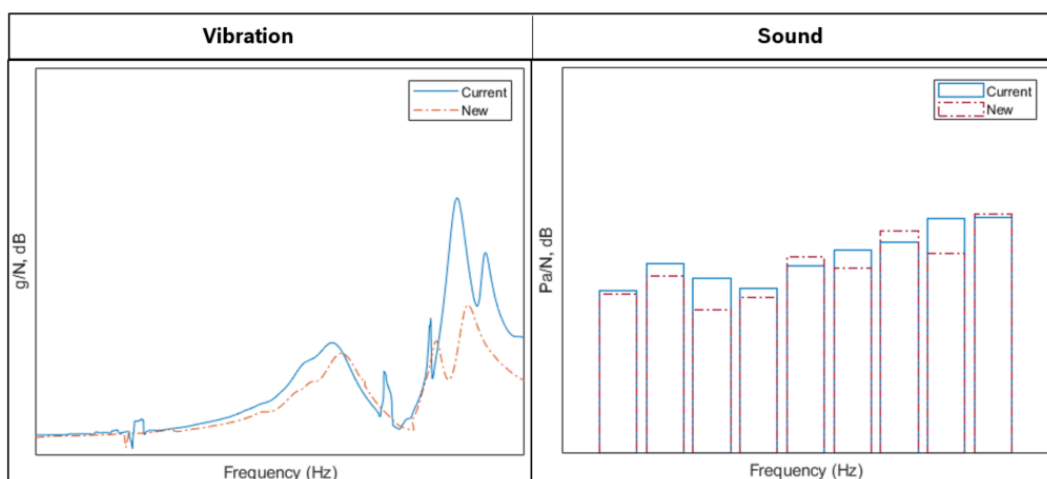 Vibration
Sound
Current
New
g/N, dB
Frequency (Hz)
Current
New
Pa/N, dB
Frequency (Hz)